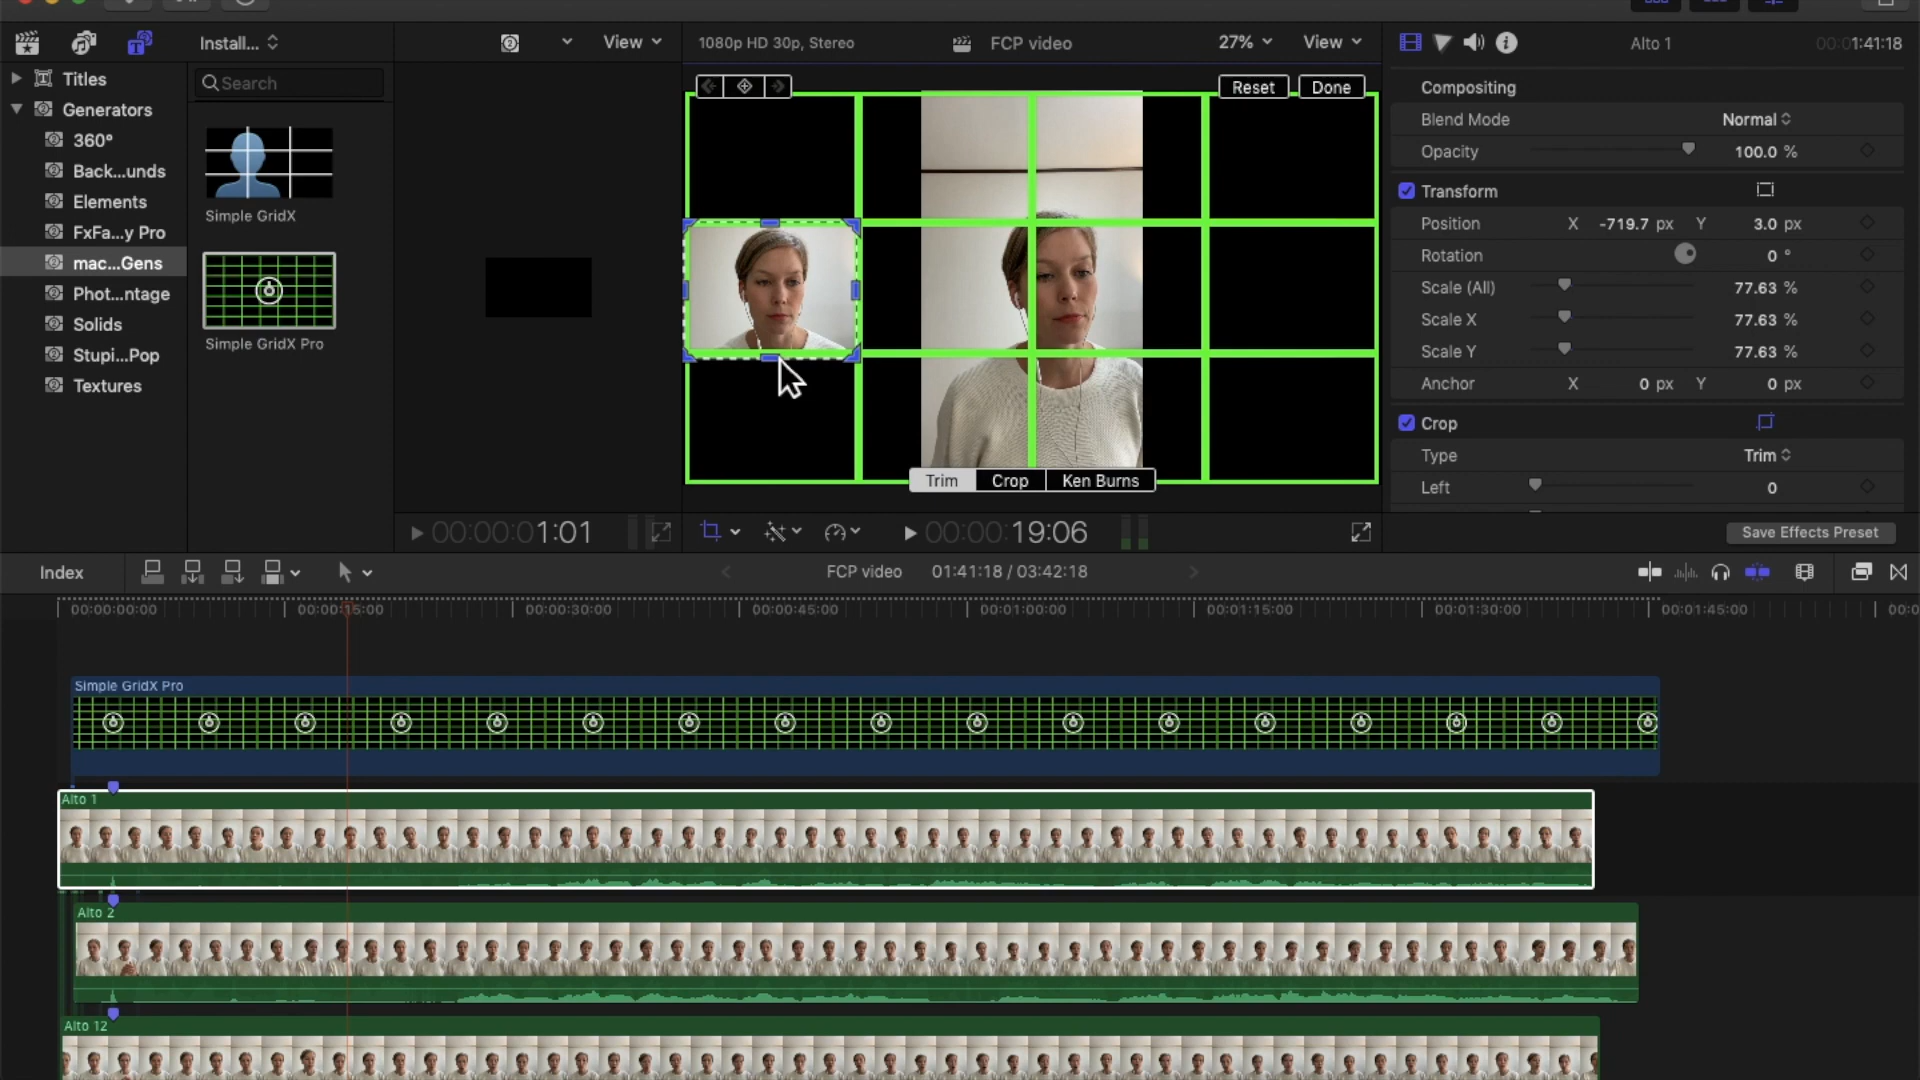 Install...
View
1080p HD 30p, Stereo
FCP video
27%
View
Alto 1
00:01:41:18
Titles
Generators
360°
Back...unds
Elements
FxFa...y Pro
mac...Gens
Phot...ntage
Solids
Stupi...Pop
Textures
Search
Simple GridX
Simple GridX Pro
Reset
Done
Trim
Crop
Ken Burns
Compositing
Blend Mode
Normal
Opacity
100.0 %
Transform
Position X -719.7 px Y 3.0 px
Rotation 0 °
Scale (All) 77.63 %
Scale X 77.63 %
Scale Y 77.63 %
Anchor X 0 px Y 0 px
Crop
Type Trim
Left 0
00:00:01:01
00:00:19:06
Save Effects Preset
Index
FCP video
01:41:18 / 03:42:18
00:00:00:00
00:00:15:00
00:00:30:00
00:00:45:00
00:01:00:00
00:01:15:00
00:01:30:00
00:01:45:00
00:0
Simple GridX Pro
Alto 1
Alto 2
Alto 12